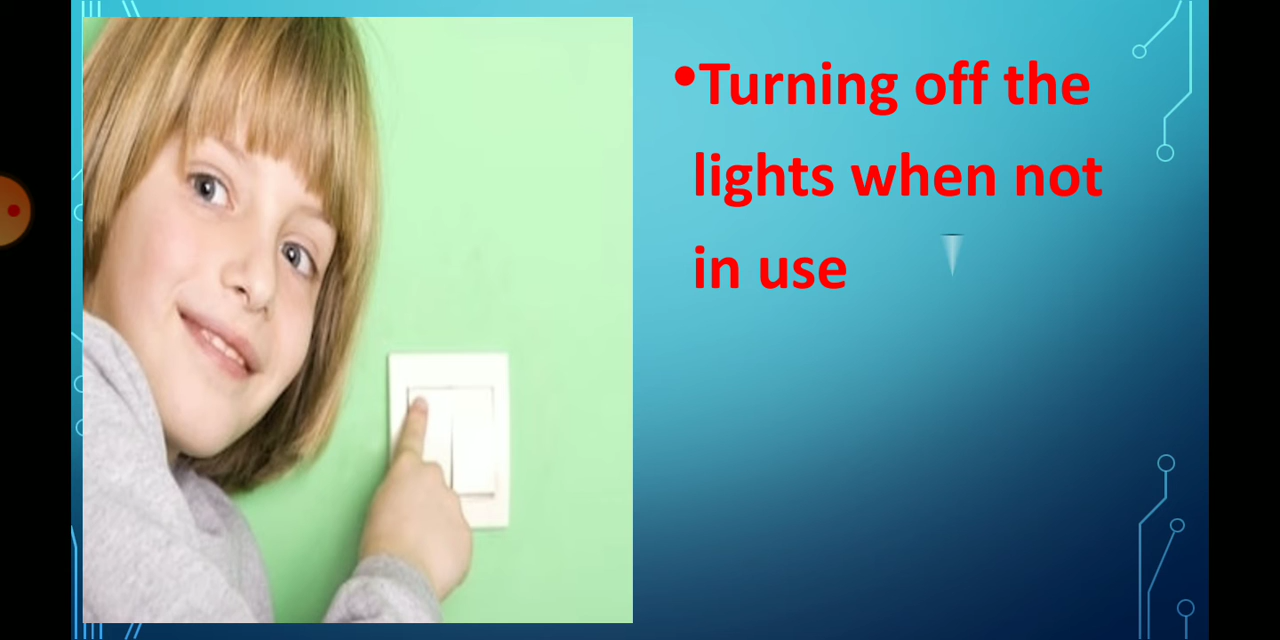 •Turning off the
lights when not
in use